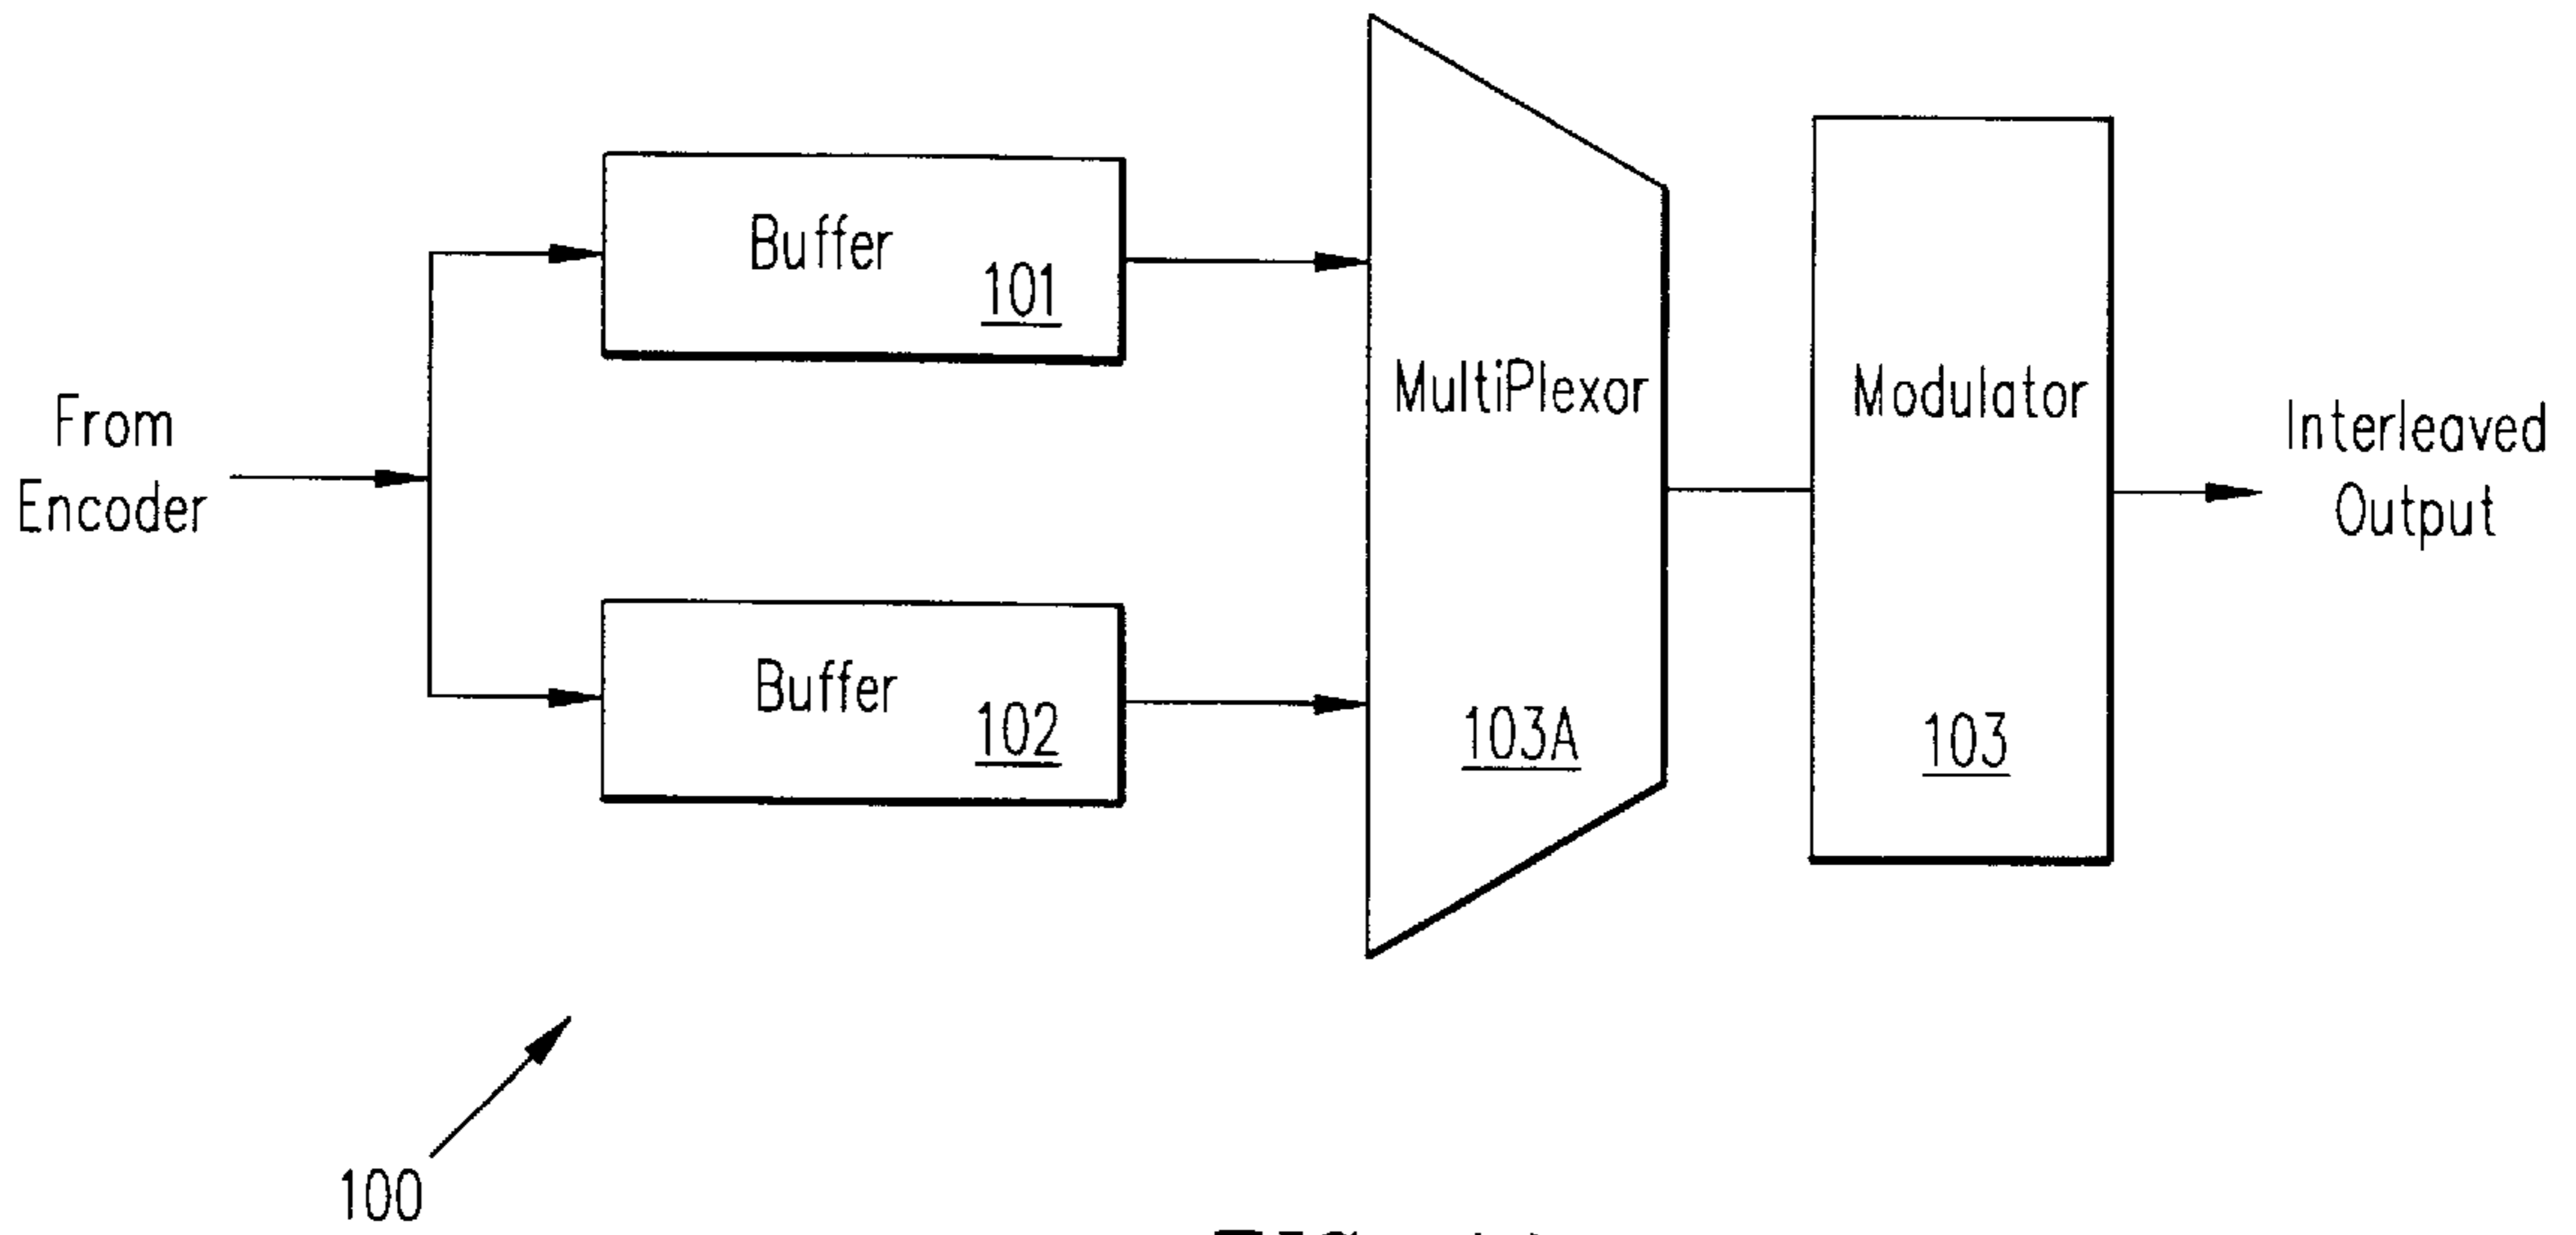 From
Encoder
Buffer
101
Buffer
102
MultiPlexor
103A
Modulator
103
Interleaved
Output
100